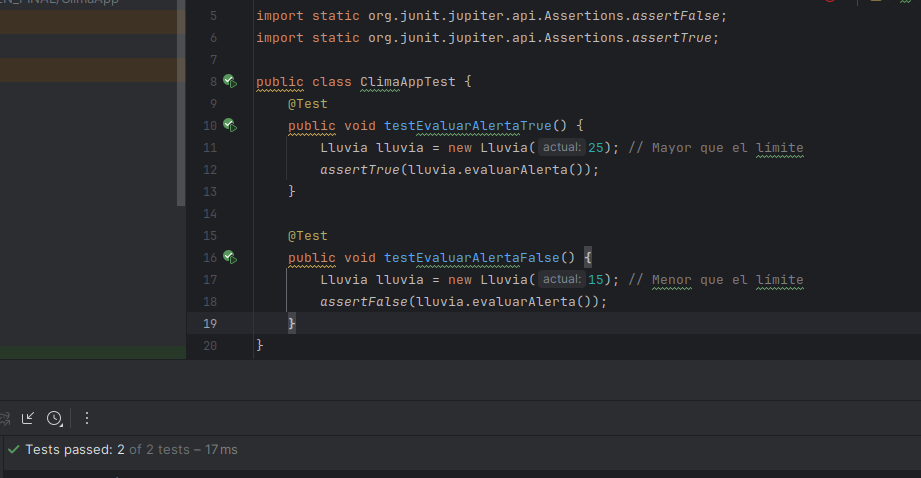 EN_FINAL/ClimaApp
5 import static org.junit.jupiter.api.Assertions.assertFalse;
6 import static org.junit.jupiter.api.Assertions.assertTrue;
7
8 public class ClimaAppTest {
9 @Test
10 public void testEvaluarAlertaTrue() {
11 Lluvia lluvia = new Lluvia( actual: 25); // Mayor que el límite
12 assertTrue(lluvia.evaluarAlerta());
13 }
14
15 @Test
16 public void testEvaluarAlertaFalse() {
17 Lluvia lluvia = new Lluvia( actual: 15); // Menor que el límite
18 assertFalse(lluvia.evaluarAlerta());
19 }
20 }
Tests passed: 2 of 2 tests – 17 ms